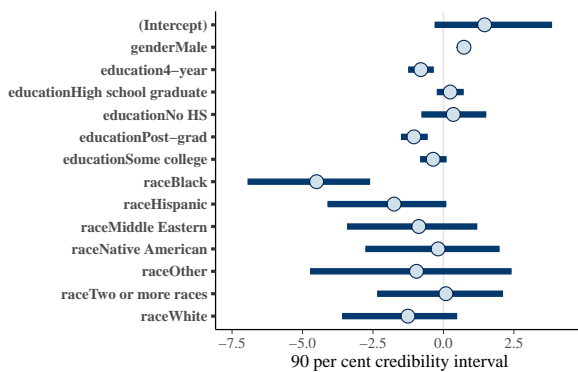 (Intercept)
genderMale
education4−year
educationHigh school graduate
educationNo HS
educationPost−grad
educationSome college
raceBlack
raceHispanic
raceMiddle Eastern
raceNative American
raceOther
raceTwo or more races
raceWhite
−7.5 −5.0 −2.5 0.0 2.5
90 per cent credibility interval